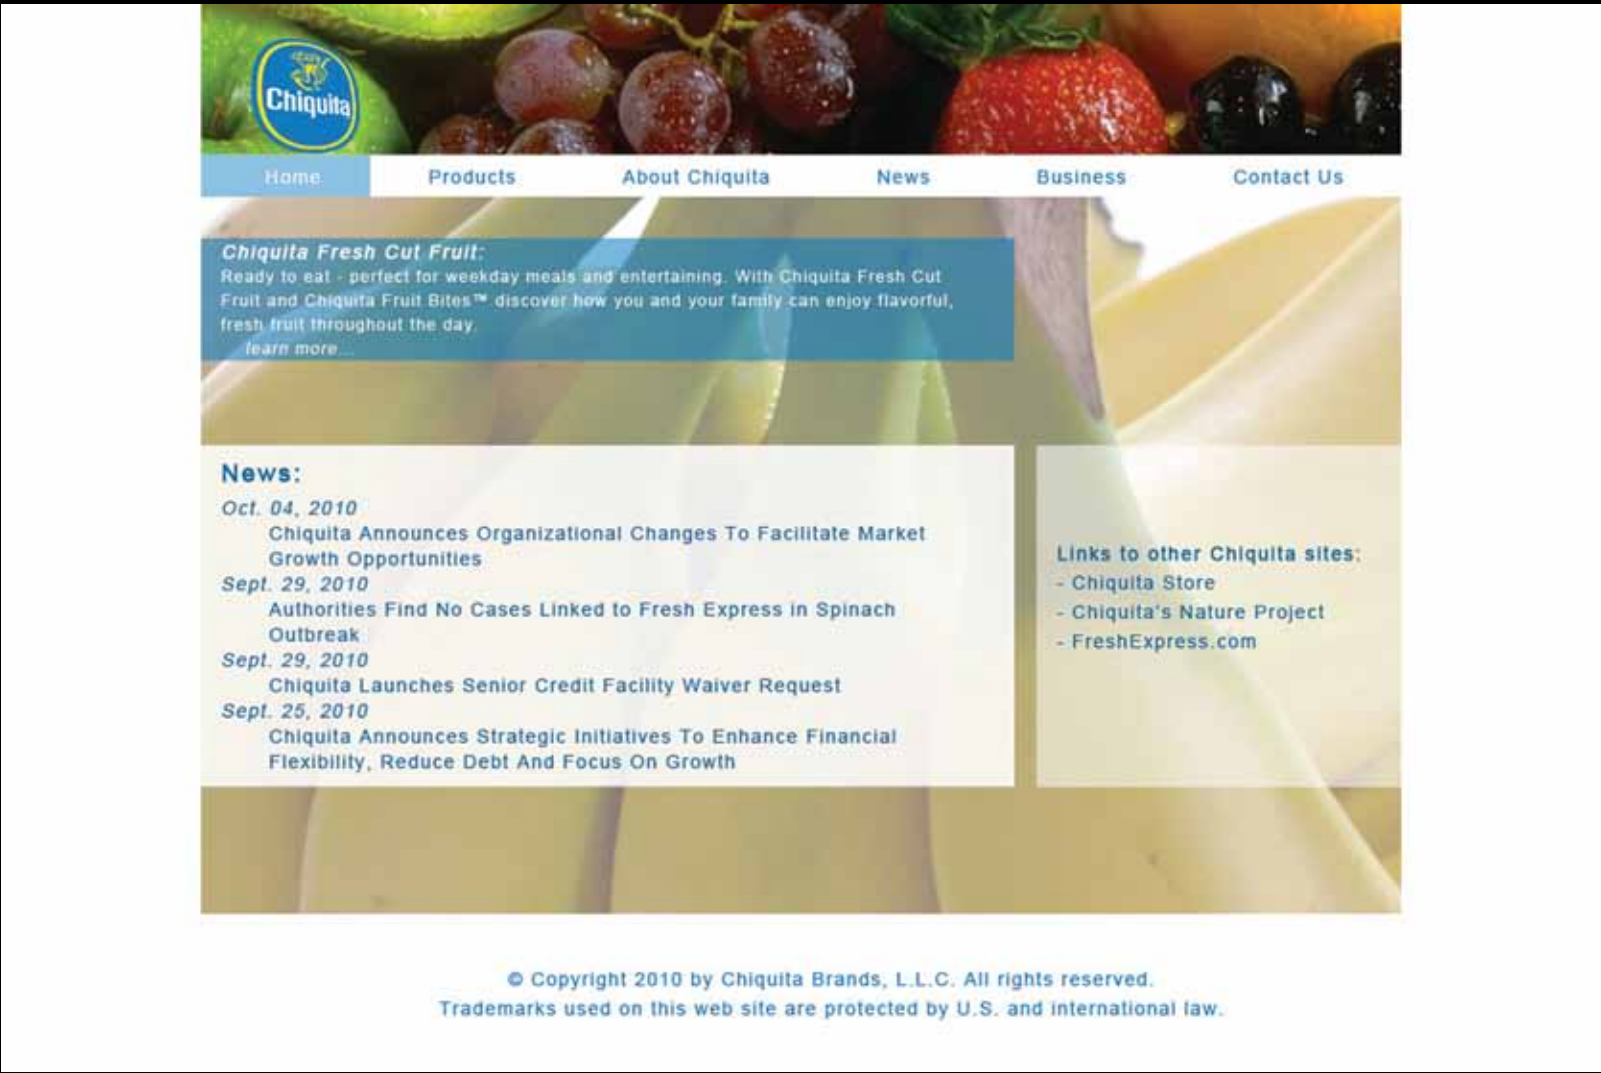 Chiquita
Home Products About Chiquita News Business Contact Us
Chiquita Fresh Cut Fruit:
Ready to eat - perfect for weekday meals and entertaining. With Chiquita Fresh Cut
Fruit and Chiquita Fruit Bites™ discover how you and your family can enjoy flavorful,
fresh fruit throughout the day.
learn more...
News:
Oct. 04, 2010
Chiquita Announces Organizational Changes To Facilitate Market
Growth Opportunities
Sept. 29, 2010
Authorities Find No Cases Linked to Fresh Express in Spinach
Outbreak
Sept. 29, 2010
Chiquita Launches Senior Credit Facility Waiver Request
Sept. 25, 2010
Chiquita Announces Strategic Initiatives To Enhance Financial
Flexibility, Reduce Debt And Focus On Growth
Links to other Chiquita sites:
- Chiquita Store
- Chiquita's Nature Project
- FreshExpress.com
© Copyright 2010 by Chiquita Brands, L.L.C. All rights reserved.
Trademarks used on this web site are protected by U.S. and international law.